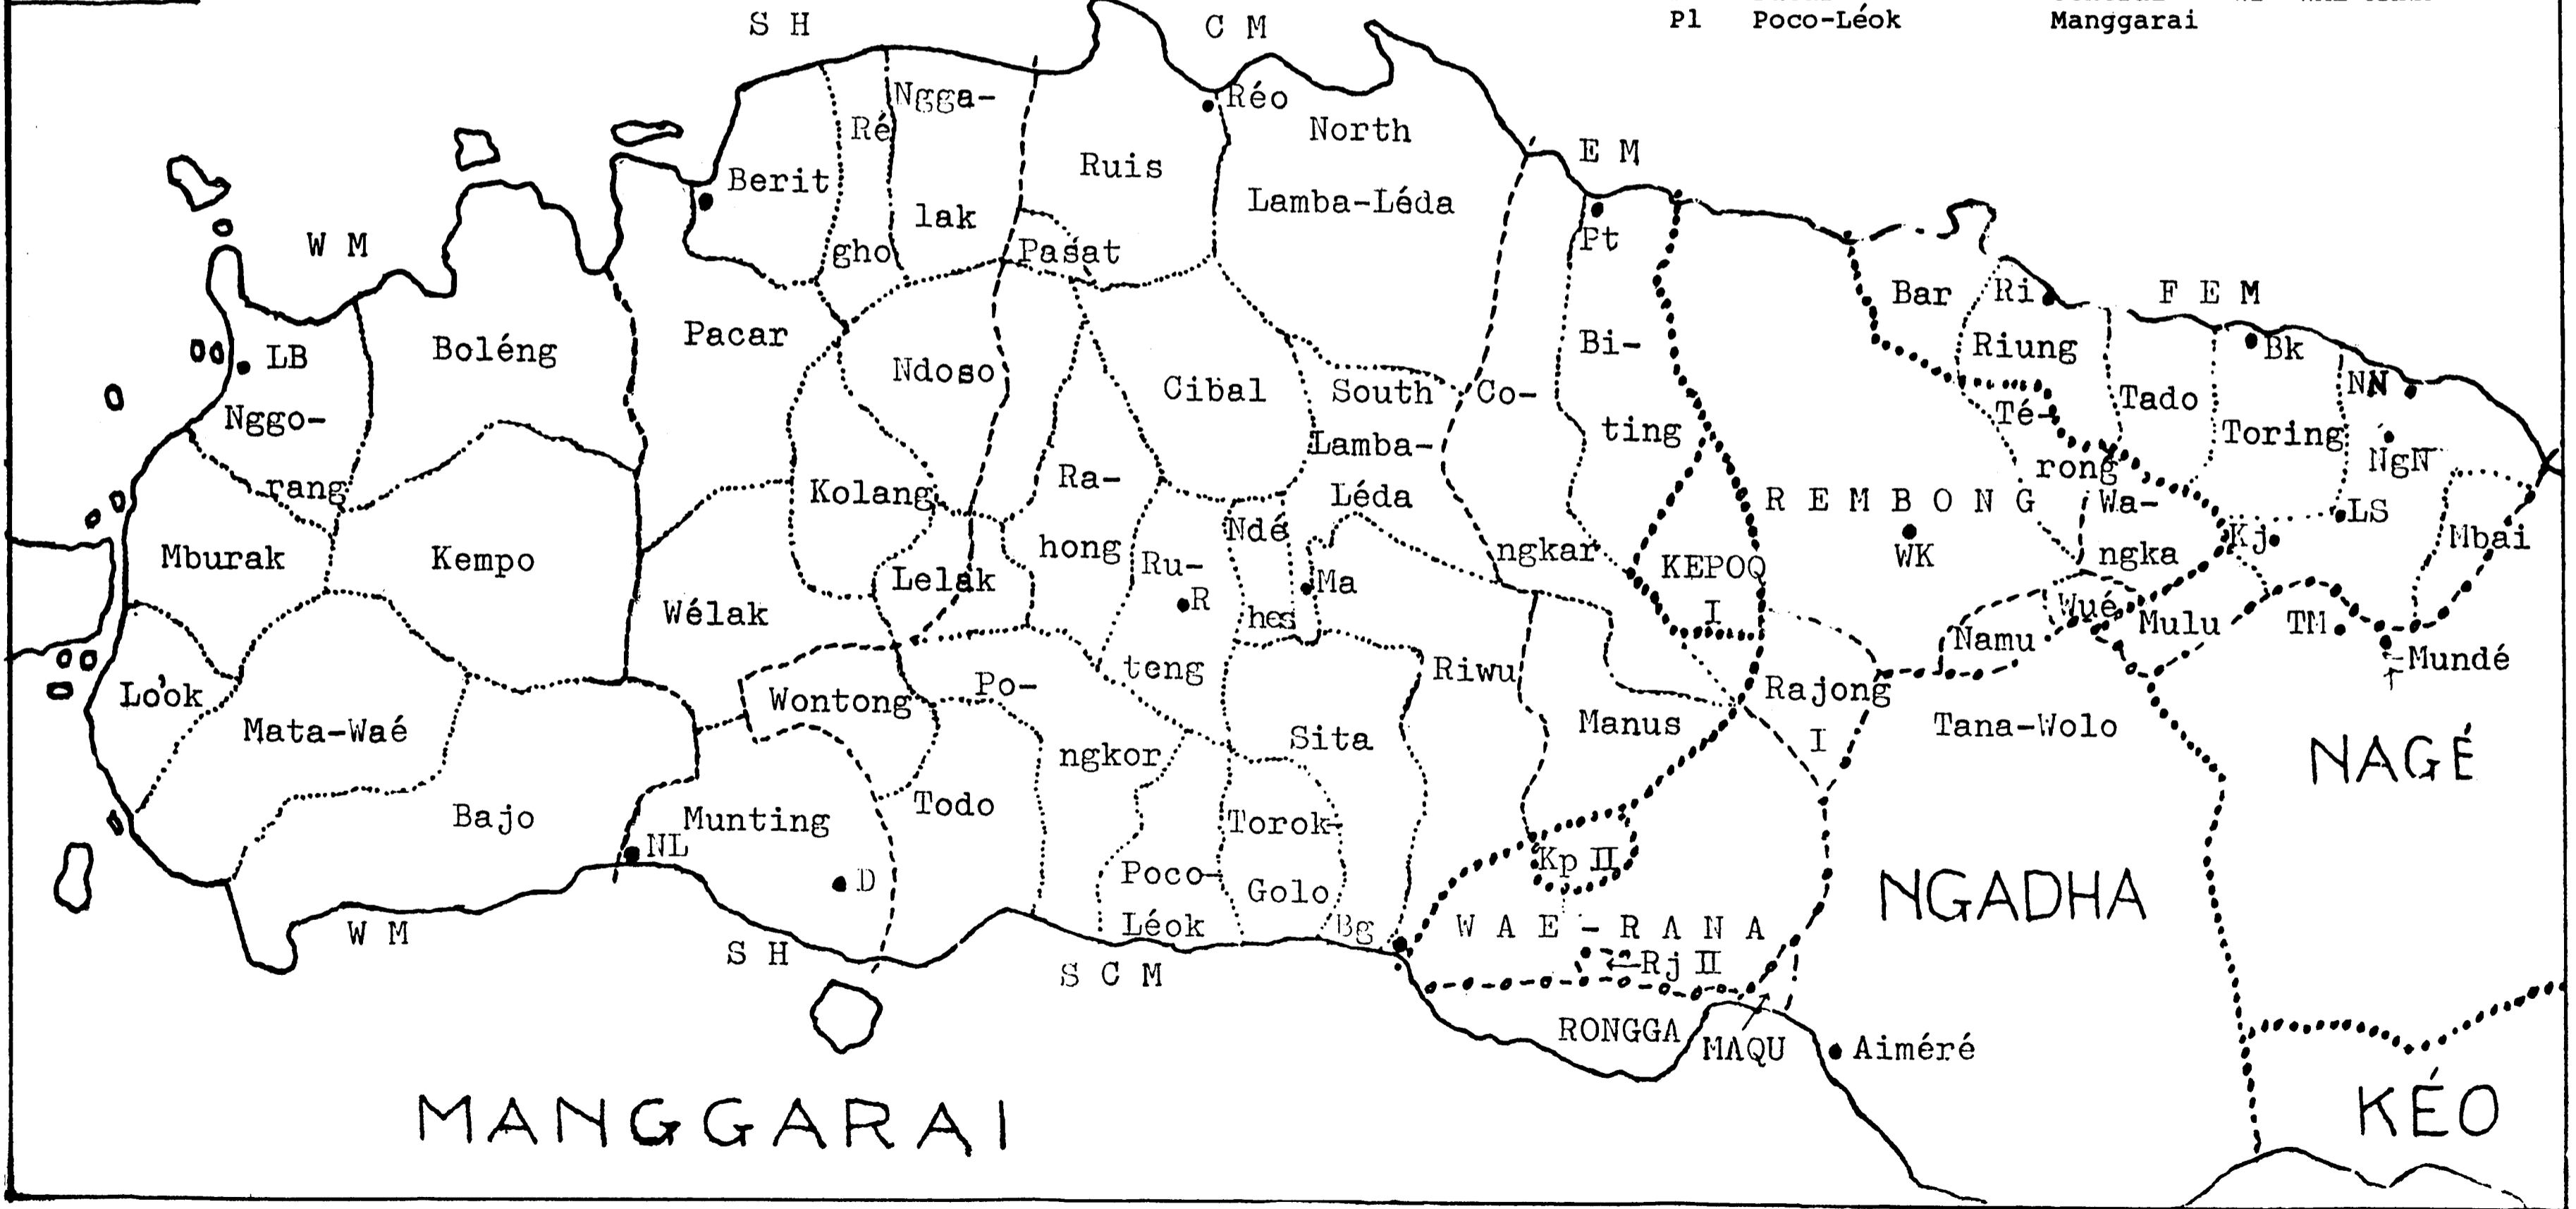 Pl Poco-Léok Manggarai
S H
C M
Ngga-
Réo
Ré
North
E M
Berit
Ruis
Lamba-Léda
lak
Pt
W M
gho
Pasat
Bar
Ri
F E M
Pacar
LB
Boléng
Bi-
Riung
Bk
Ndoso
NN
Nggo-
Cibal
South
Co-
Té-
Tado
ting
Toring
Lamba-
NgN
rang
Kolang
Ra-
Léda
rong
R E M B O N G
Wa-
LS
Ndé
Mburak
Kempo
hong
ngkar
WK
ngka
Kj
Mbai
Ru-
KEPOQ
Lelak
Ma
R
I
Wélak
hes
Wué
Namu
Mulu
TM
Mundé
teng
Riwu
Lo'ok
Po-
Rajong
Wontong
Mata-Waé
Manus
Tana-Wolo
Sita
I
ngkor
NAGÉ
Todo
Bajo
Munting
Torok-
NL
Kp II
D
Poco-
Golo
NGADHA
Léok
Bg
W A E - R A N A
W M
S H
Rj II
S C M
RONGGA
MAQU
Aiméré
MANGGARAI
KÉO